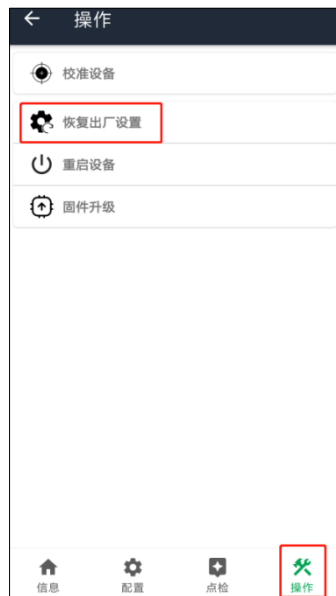 操作
校准设备
恢复出厂设置
重启设备
固件升级
信息
配置
点检
操作